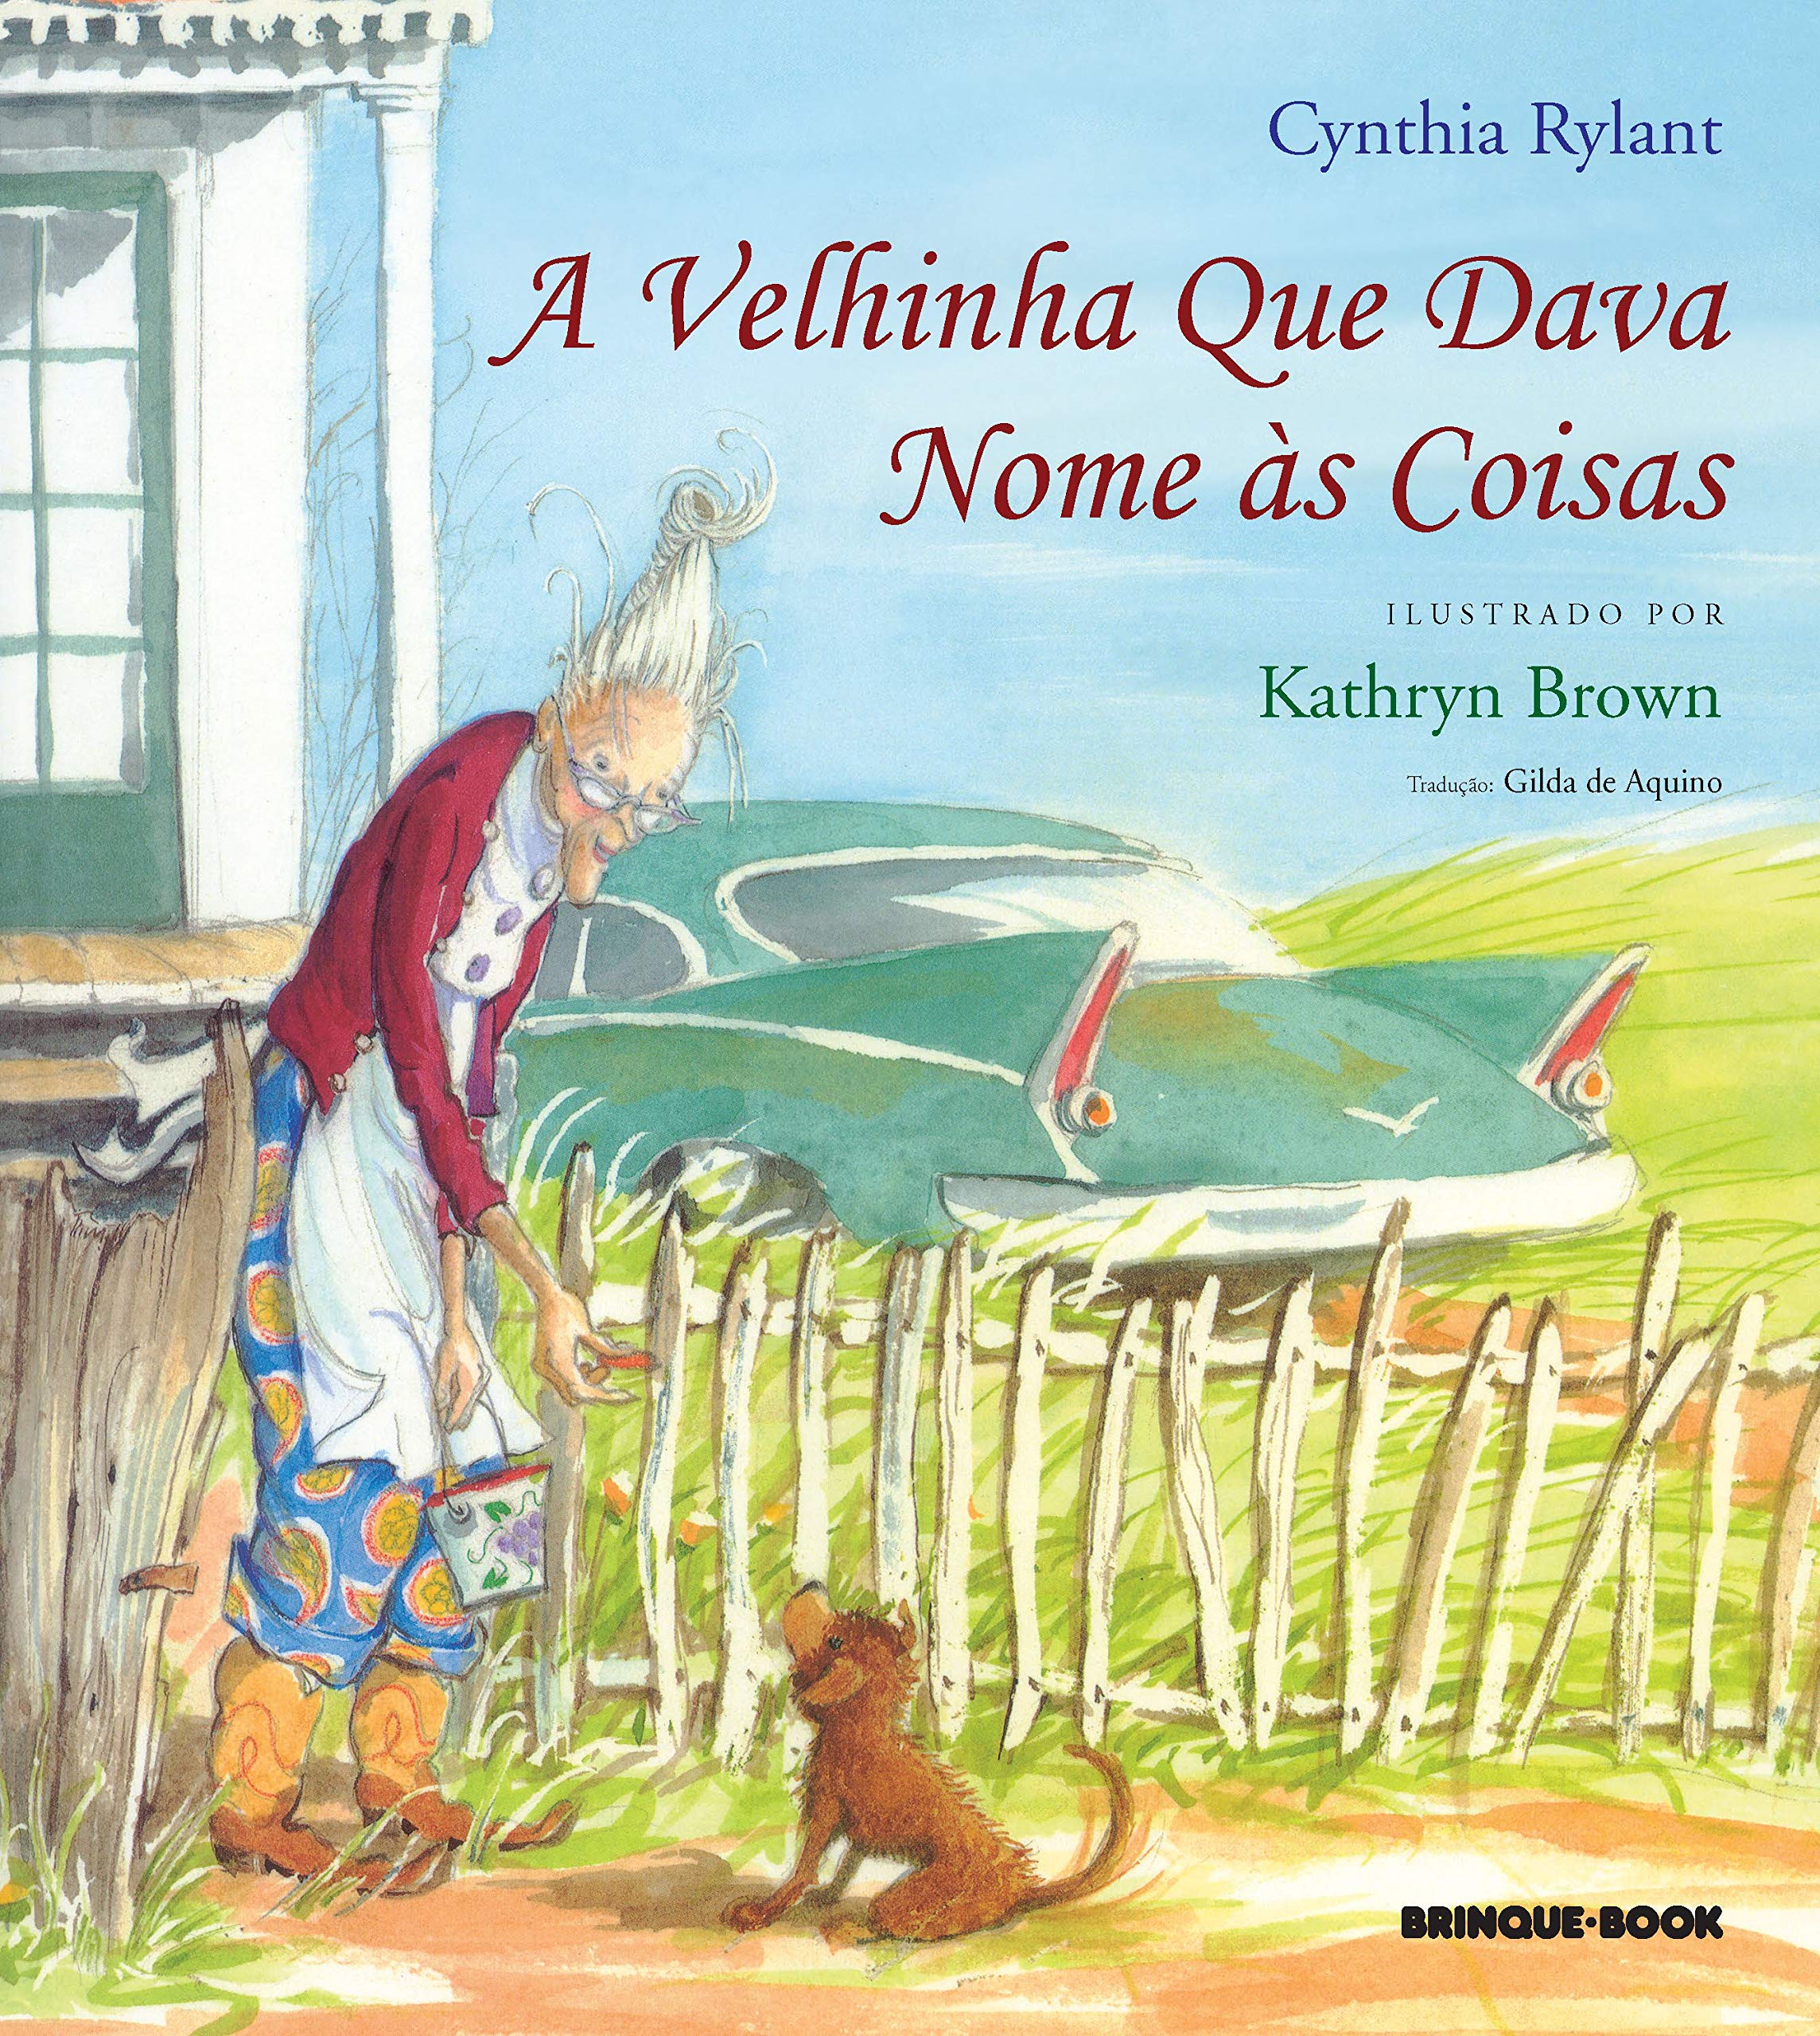 Cynthia Rylant
A Velhinha Que Dava
Nome às Coisas
ILUSTRADO POR
Kathryn Brown
Tradução: Gilda de Aquino
BRINQUE•BOOK